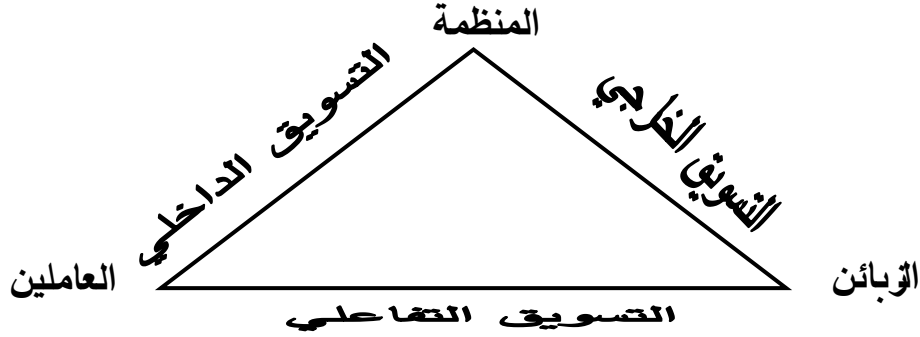 المنظمة
التسويق الخارجي
التسويق الداخلي
الزبائن
العاملين
التسويق التفاعلي